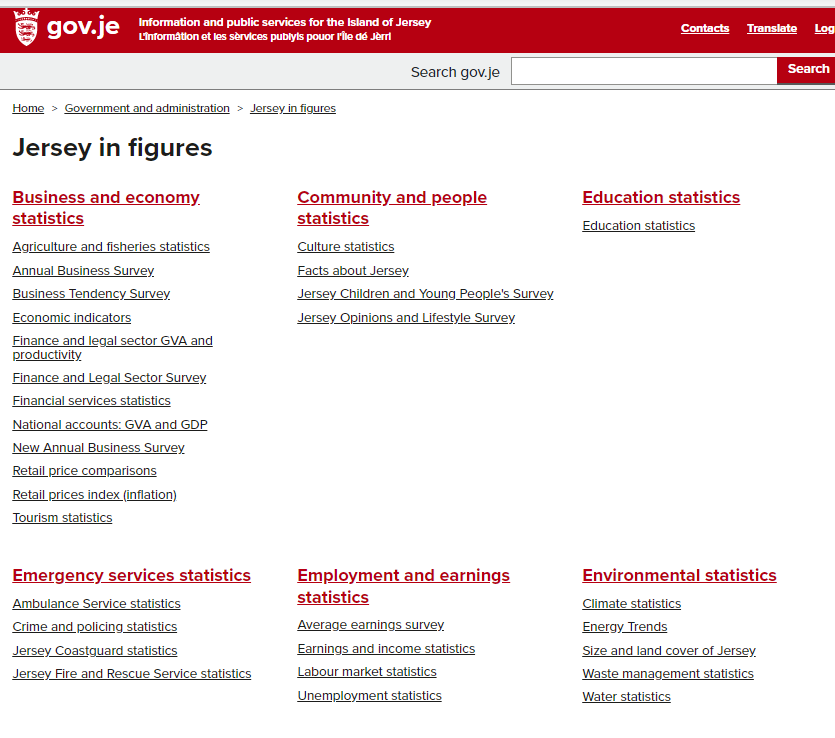 gov.je
Information and public services for the Island of Jersey
L'înformâtion et les sèrvices publyis pouor I'Île dé Jèrri
Contacts Translate Log
Search gov.je
Search
Home > Government and administration > Jersey in figures
Jersey in figures
Business and economy
statistics
Agriculture and fisheries statistics
Annual Business Survey
Business Tendency Survey
Economic indicators
Finance and legal sector GVA and
productivity
Finance and Legal Sector Survey
Financial services statistics
National accounts: GVA and GDP
New Annual Business Survey
Retail price comparisons
Retail prices index (inflation)
Tourism statistics
Community and people
statistics
Culture statistics
Facts about Jersey
Jersey Children and Young People's Survey
Jersey Opinions and Lifestyle Survey
Education statistics
Education statistics
Emergency services statistics
Ambulance Service statistics
Crime and policing statistics
Jersey Coastguard statistics
Jersey Fire and Rescue Service statistics
Employment and earnings
statistics
Average earnings survey
Earnings and income statistics
Labour market statistics
Unemployment statistics
Environmental statistics
Climate statistics
Energy Trends
Size and land cover of Jersey
Waste management statistics
Water statistics